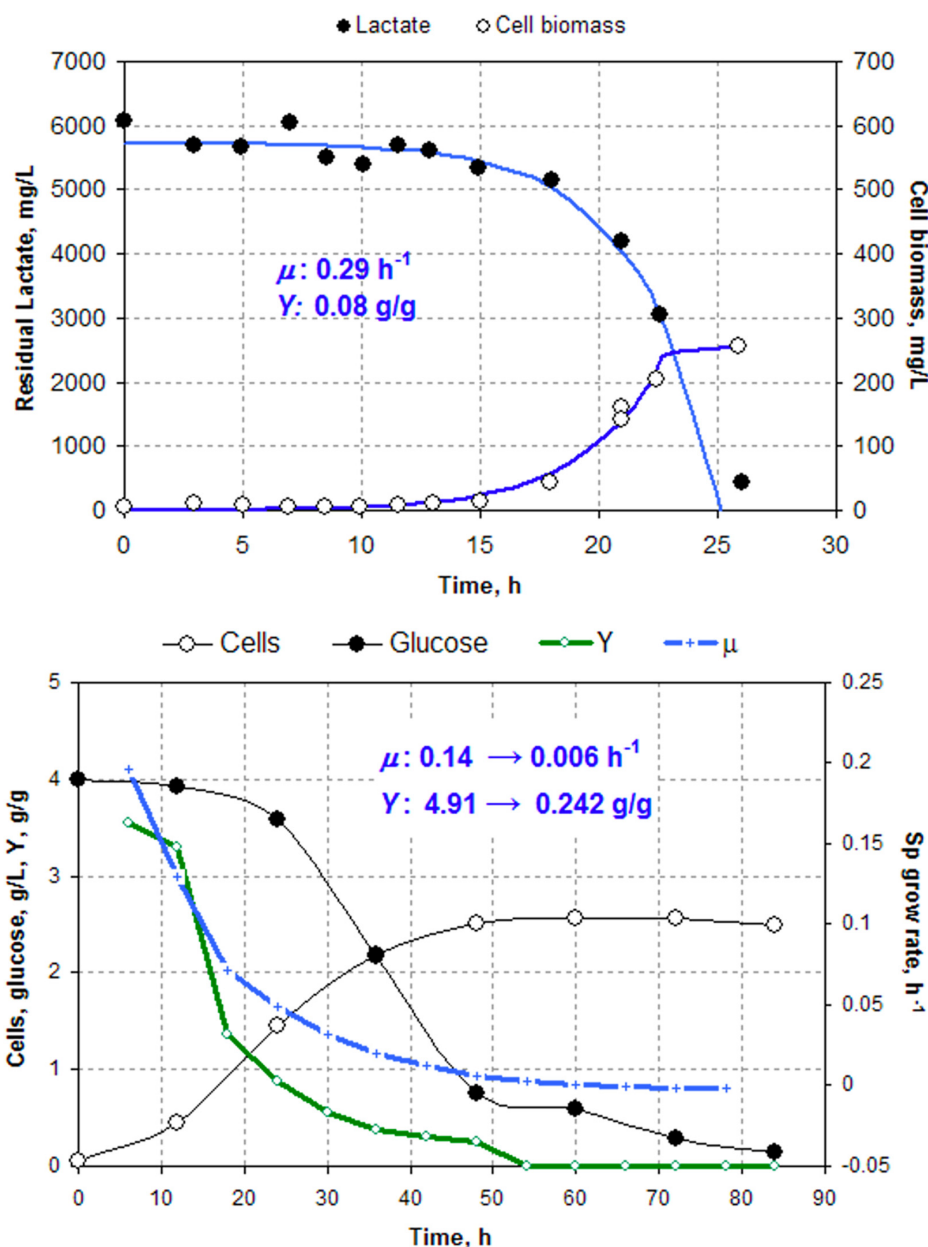 Lactate Cell biomass
7000 700
6000 600
5000 500
4000 400
3000 300
2000 200
1000 100
0 0
Residual Lactate, mg/L
Cell biomass, mg/L
μ: 0.29 h⁻¹
Y: 0.08 g/g
0 5 10 15 20 25 30
Time, h
Cells Glucose Y μ
5 0.25
4 0.2
3 0.15
2 0.1
1 0.05
0 0
-0.05
Cells, glucose, g/L, Y, g/g
Sp grow rate, h⁻¹
μ: 0.14 → 0.006 h⁻¹
Y: 4.91 → 0.242 g/g
0 10 20 30 40 50 60 70 80 90
Time, h